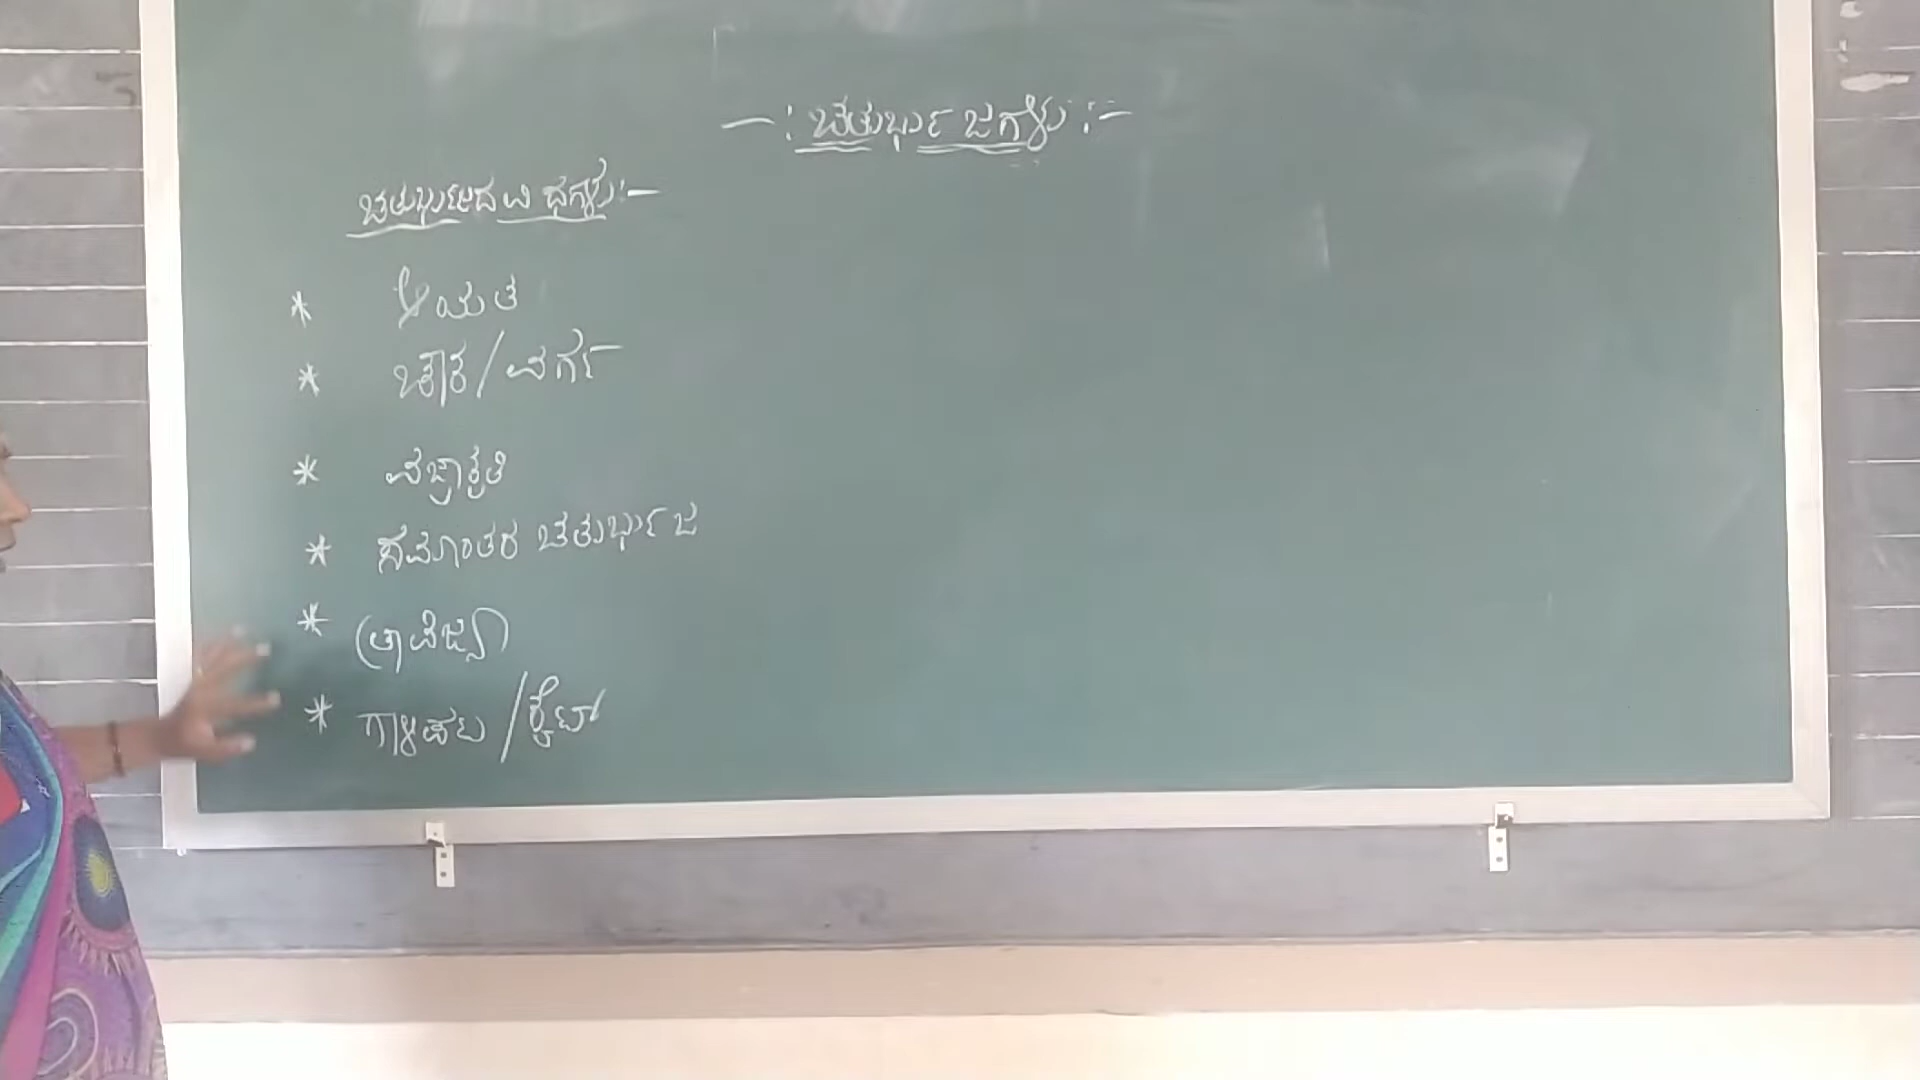 —: ಚತುರ್ಭುಜಗಳು :—
ಚತುರ್ಭುಜದ ವಿಧಗಳು:—
* ಆಯತ
* ಚೌಕ / ವರ್ಗ
* ವಜ್ರಾಕೃತಿ
* ಸಮಾಂತರ ಚತುರ್ಭುಜ
* (ತ್ರಾಪಿಜ್ಯ)
* ಗಾಳಿಪಟ / ಕೈಟ್